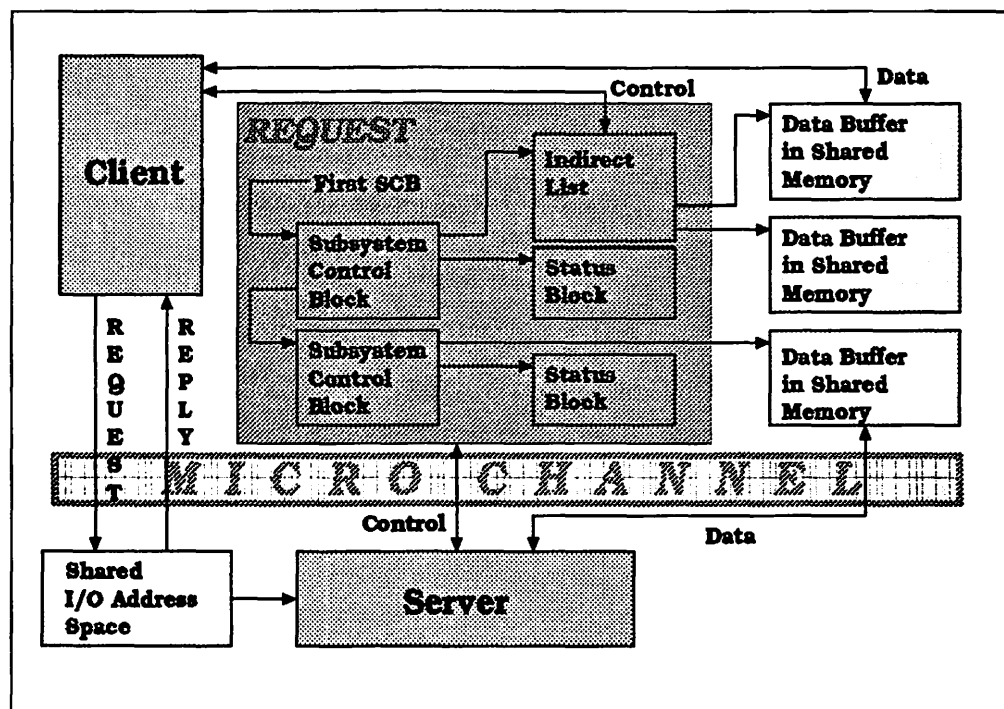 Client
Control
Data
REQUEST
First SCB
Indirect
List
Data Buffer
in Shared
Memory
Subsystem
Control
Block
Status
Block
Data Buffer
in Shared
Memory
Subsystem
Control
Block
Status
Block
Data Buffer
in Shared
Memory
REQUEST
REPLY
MICRO CHANNEL
Control
Data
Shared
I/O Address
Space
Server